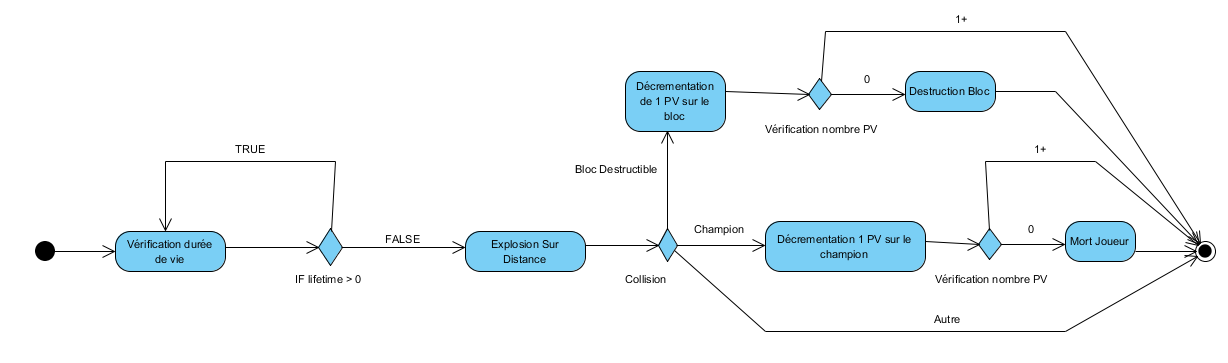 1+
Décrementation
de 1 PV sur le
bloc
0
Destruction Bloc
Vérification nombre PV
TRUE
1+
Bloc Destructible
Vérification durée
de vie
FALSE
Explosion Sur
Distance
Champion
Décrementation 1 PV sur le
champion
0
Mort Joueur
IF lifetime > 0
Collision
Vérification nombre PV
Autre